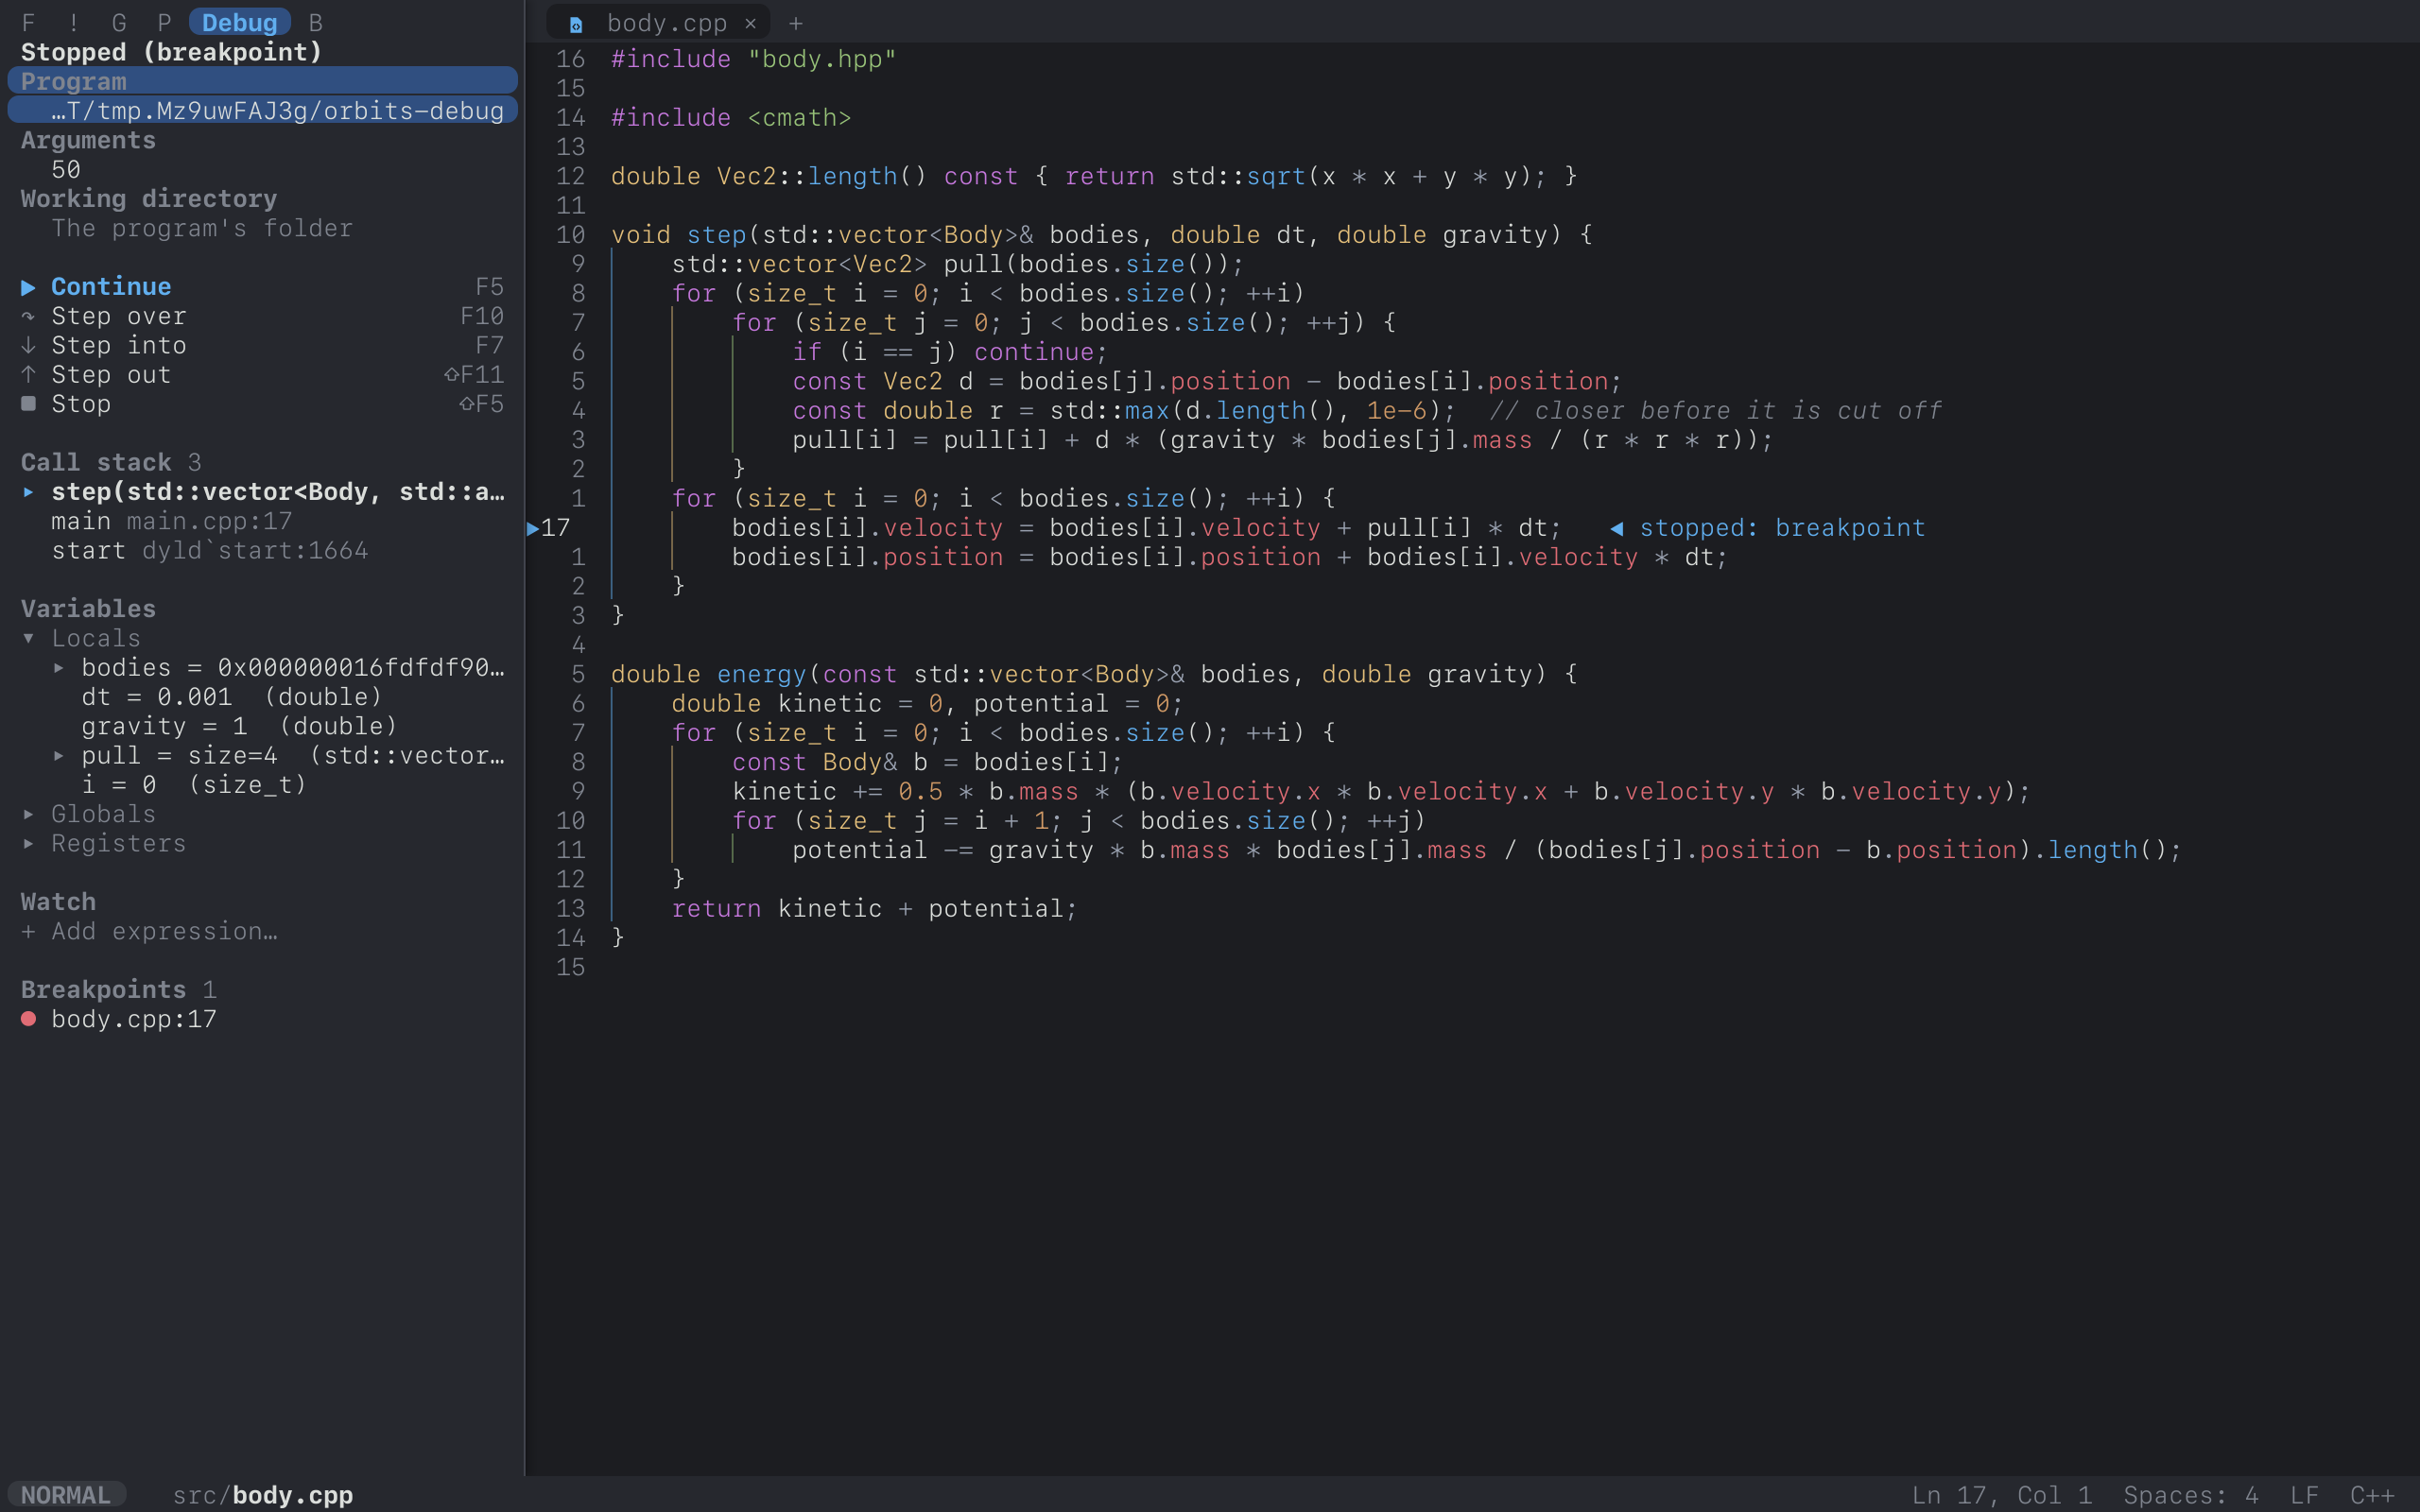 F ! G P Debug B
Stopped (breakpoint)
Program
…T/tmp.Mz9uwFAJ3g/orbits-debug
Arguments
50
Working directory
The program's folder
▶ Continue F5
↷ Step over F10
↓ Step into F7
↑ Step out ⇧F11
■ Stop ⇧F5
Call stack 3
▸ step(std::vector<Body, std::a…
main main.cpp:17
start dyld`start:1664
Variables
▾ Locals
▸ bodies = 0x000000016fdfdf90…
dt = 0.001  (double)
gravity = 1  (double)
▸ pull = size=4  (std::vector…
i = 0  (size_t)
▸ Globals
▸ Registers
Watch
+ Add expression…
Breakpoints 1
● body.cpp:17
body.cpp × +
16 #include "body.hpp"
15
14 #include <cmath>
13
12 double Vec2::length() const { return std::sqrt(x * x + y * y); }
11
10 void step(std::vector<Body>& bodies, double dt, double gravity) {
9     std::vector<Vec2> pull(bodies.size());
8     for (size_t i = 0; i < bodies.size(); ++i)
7         for (size_t j = 0; j < bodies.size(); ++j) {
6             if (i == j) continue;
5             const Vec2 d = bodies[j].position - bodies[i].position;
4             const double r = std::max(d.length(), 1e-6);  // closer before it is cut off
3             pull[i] = pull[i] + d * (gravity * bodies[j].mass / (r * r * r));
2         }
1     for (size_t i = 0; i < bodies.size(); ++i) {
▶17         bodies[i].velocity = bodies[i].velocity + pull[i] * dt;   ◀ stopped: breakpoint
1         bodies[i].position = bodies[i].position + bodies[i].velocity * dt;
2     }
3 }
4
5 double energy(const std::vector<Body>& bodies, double gravity) {
6     double kinetic = 0, potential = 0;
7     for (size_t i = 0; i < bodies.size(); ++i) {
8         const Body& b = bodies[i];
9         kinetic += 0.5 * b.mass * (b.velocity.x * b.velocity.x + b.velocity.y * b.velocity.y);
10         for (size_t j = i + 1; j < bodies.size(); ++j)
11             potential -= gravity * b.mass * bodies[j].mass / (bodies[j].position - b.position).length();
12     }
13     return kinetic + potential;
14 }
15
NORMAL src/body.cpp Ln 17, Col 1 Spaces: 4 LF C++